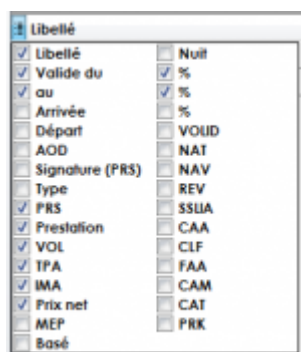 Libellé
Libellé
Valide du
au
Arrivée
Départ
AOD
Signature (PRS)
Type
PRS
Prestation
VOL
TPA
IMA
Prix net
MEP
Basé
Nuit
%
%
%
VOLID
NAT
NAV
REV
SSLIA
CAA
CLF
FAA
CAM
CAT
PRK